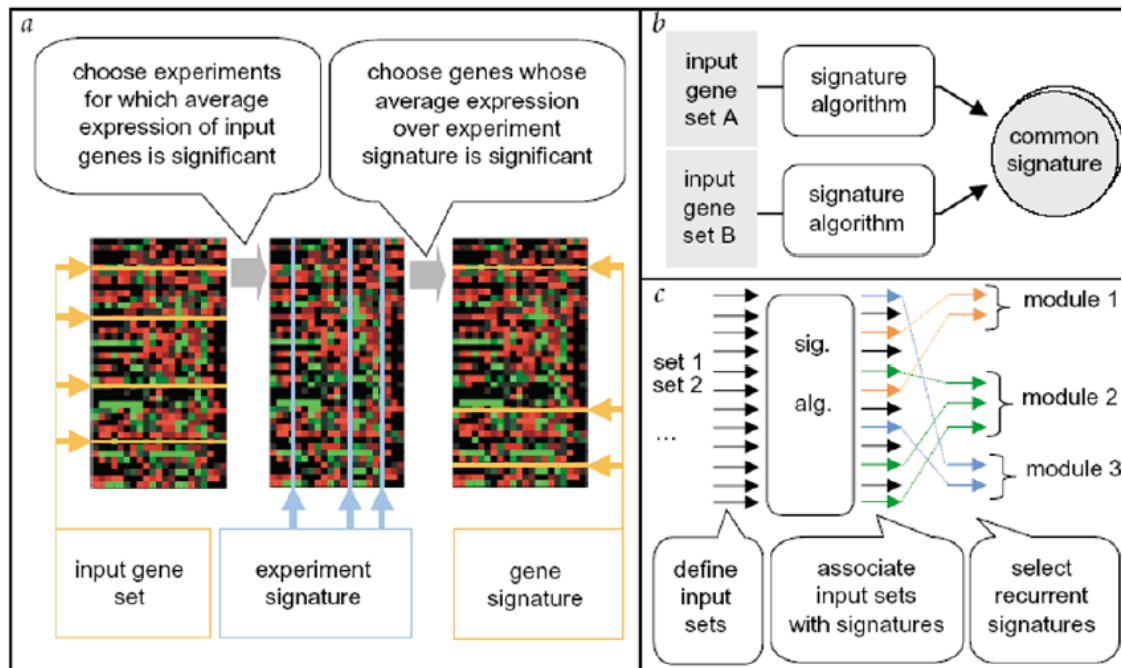 a
choose experiments
for which average
expression of input
genes is significant
choose genes whose
average expression
over experiment
signature is significant
input gene
set
experiment
signature
gene
signature
b
input
gene
set A
signature
algorithm
input
gene
set B
signature
algorithm
common
signature
c
set 1
set 2
...
sig.
alg.
module 1
module 2
module 3
define
input
sets
associate
input sets
with signatures
select
recurrent
signatures